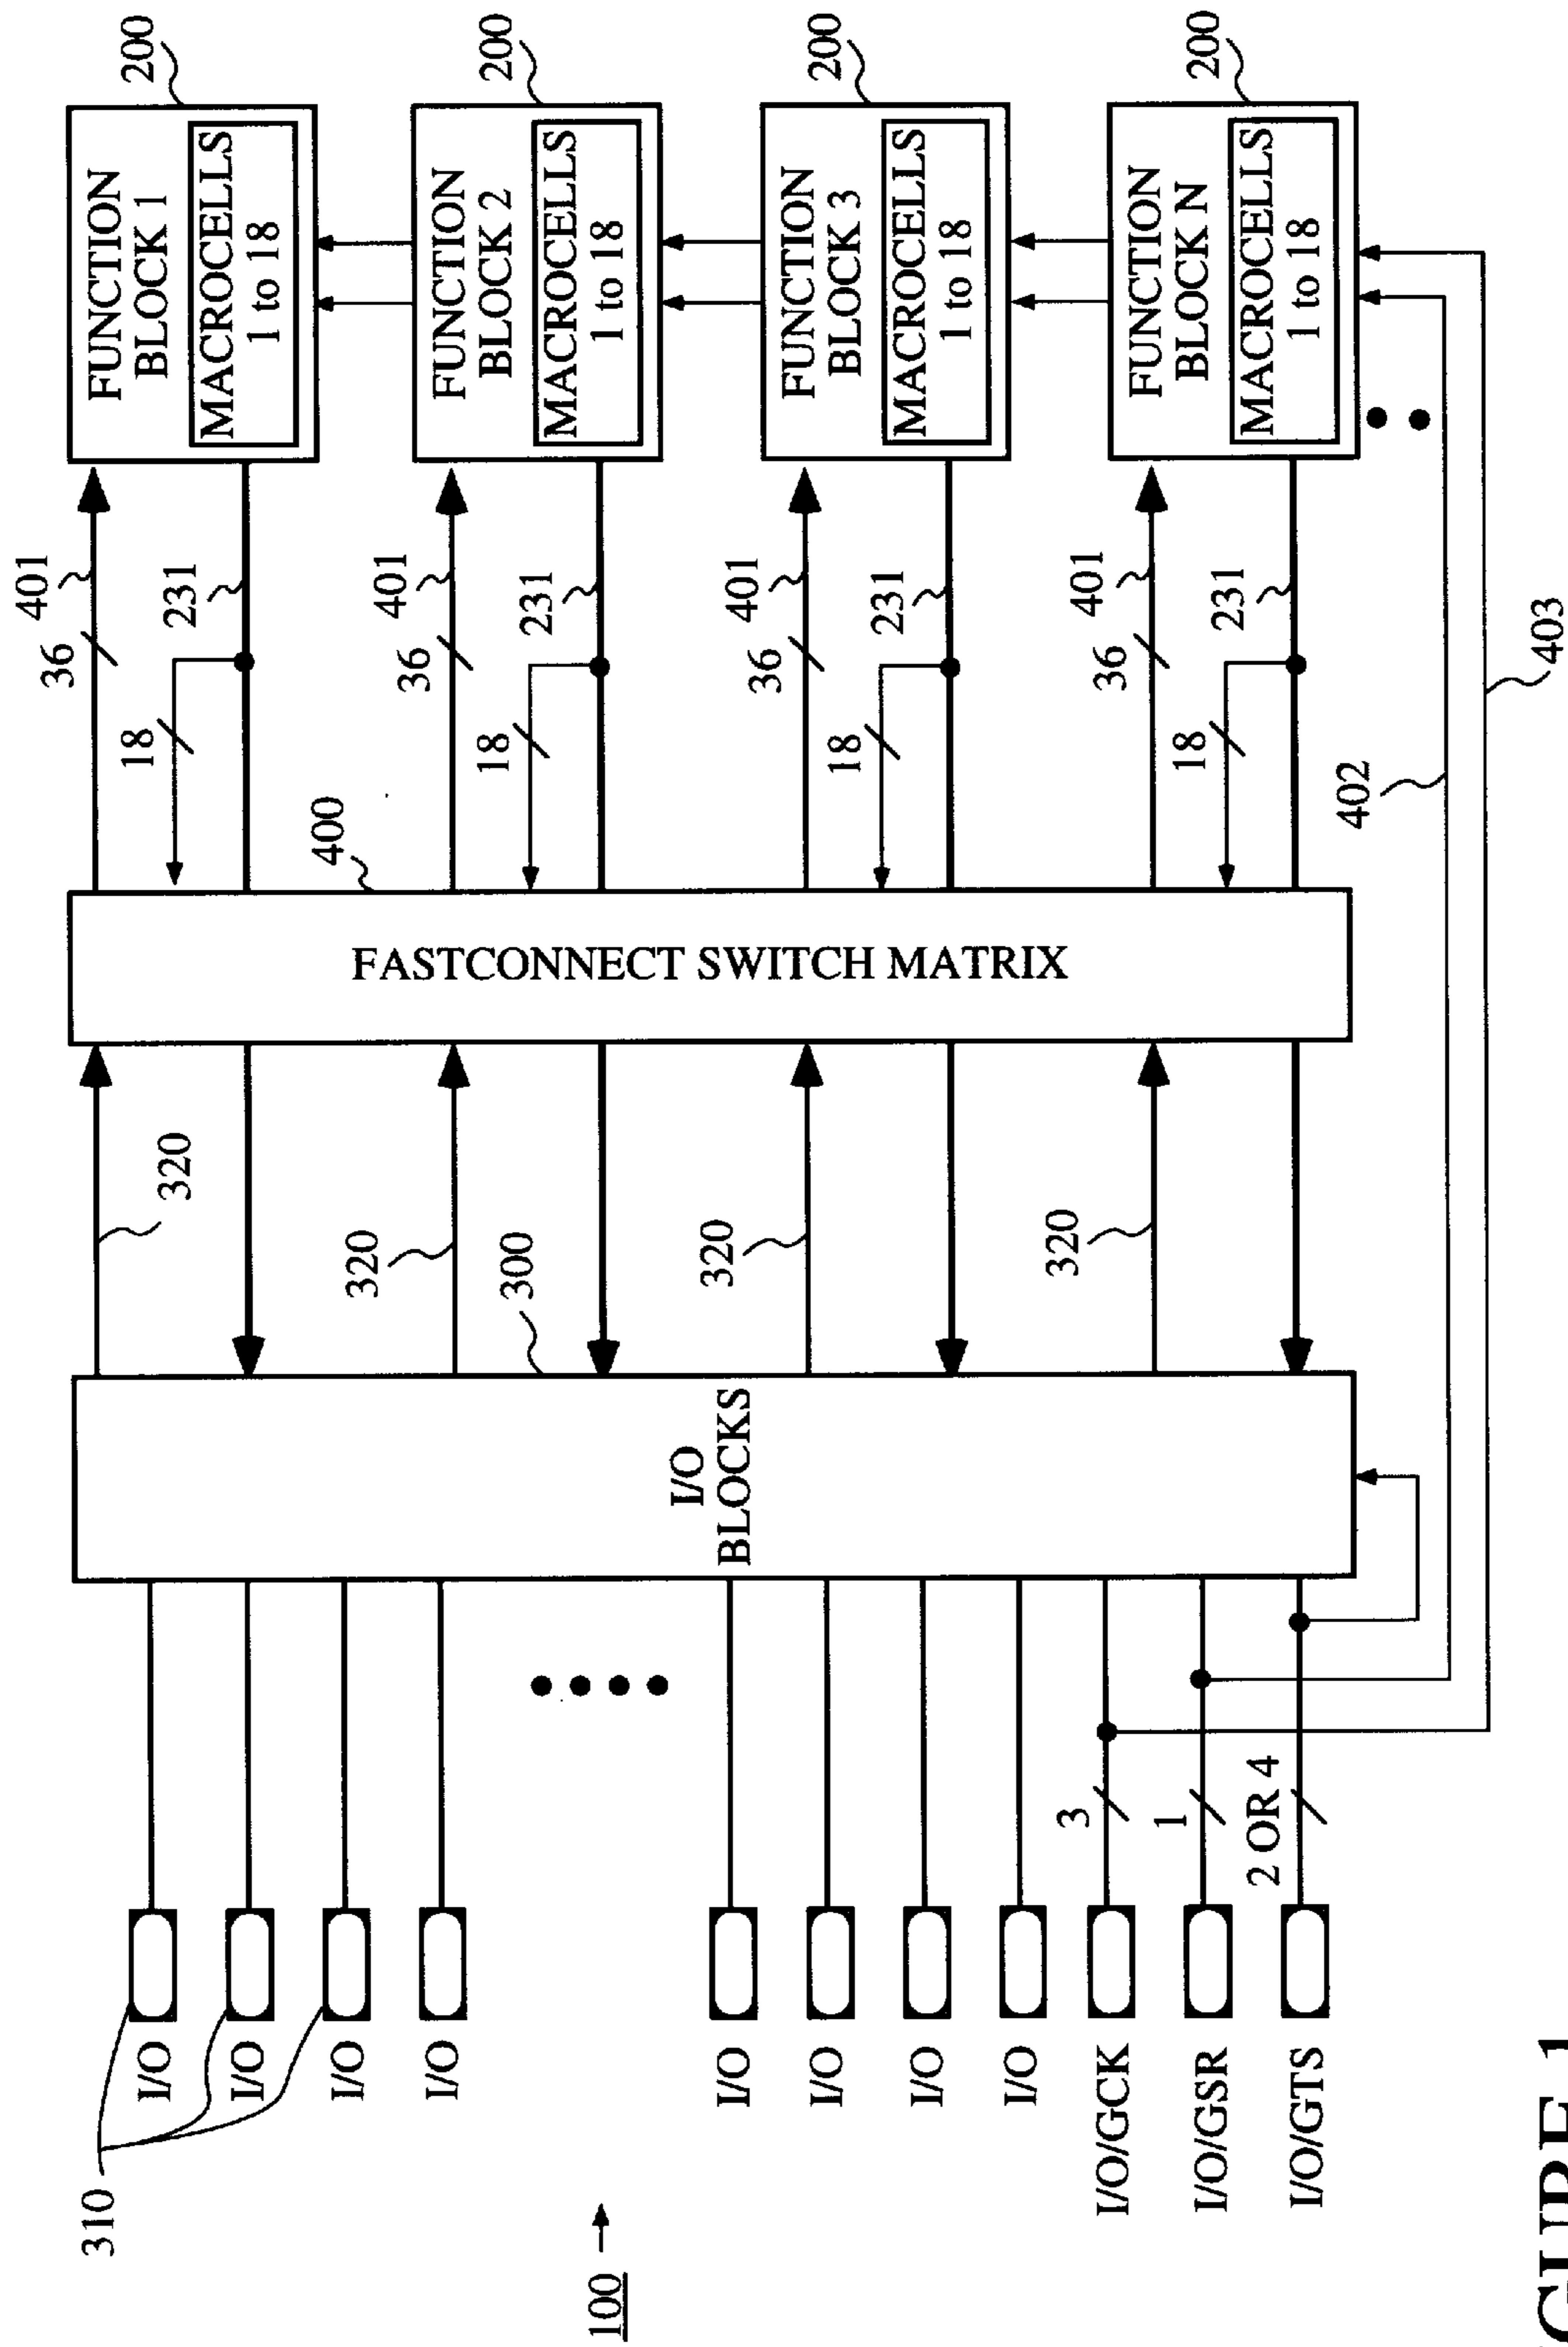 310
I/O
I/O
I/O
I/O
I/O
I/O
I/O
I/O
I/O/GCK
I/O/GSR
I/O/GTS
100
3
1
2 OR 4
I/O
BLOCKS
300
320
320
320
320
FASTCONNECT SWITCH MATRIX
400
36
401
18
231
36
401
18
231
36
401
18
231
36
401
18
231
402
403
FUNCTION
BLOCK 1
MACROCELLS
1 to 18
200
FUNCTION
BLOCK 2
MACROCELLS
1 to 18
200
FUNCTION
BLOCK 3
MACROCELLS
1 to 18
200
FUNCTION
BLOCK N
MACROCELLS
1 to 18
200